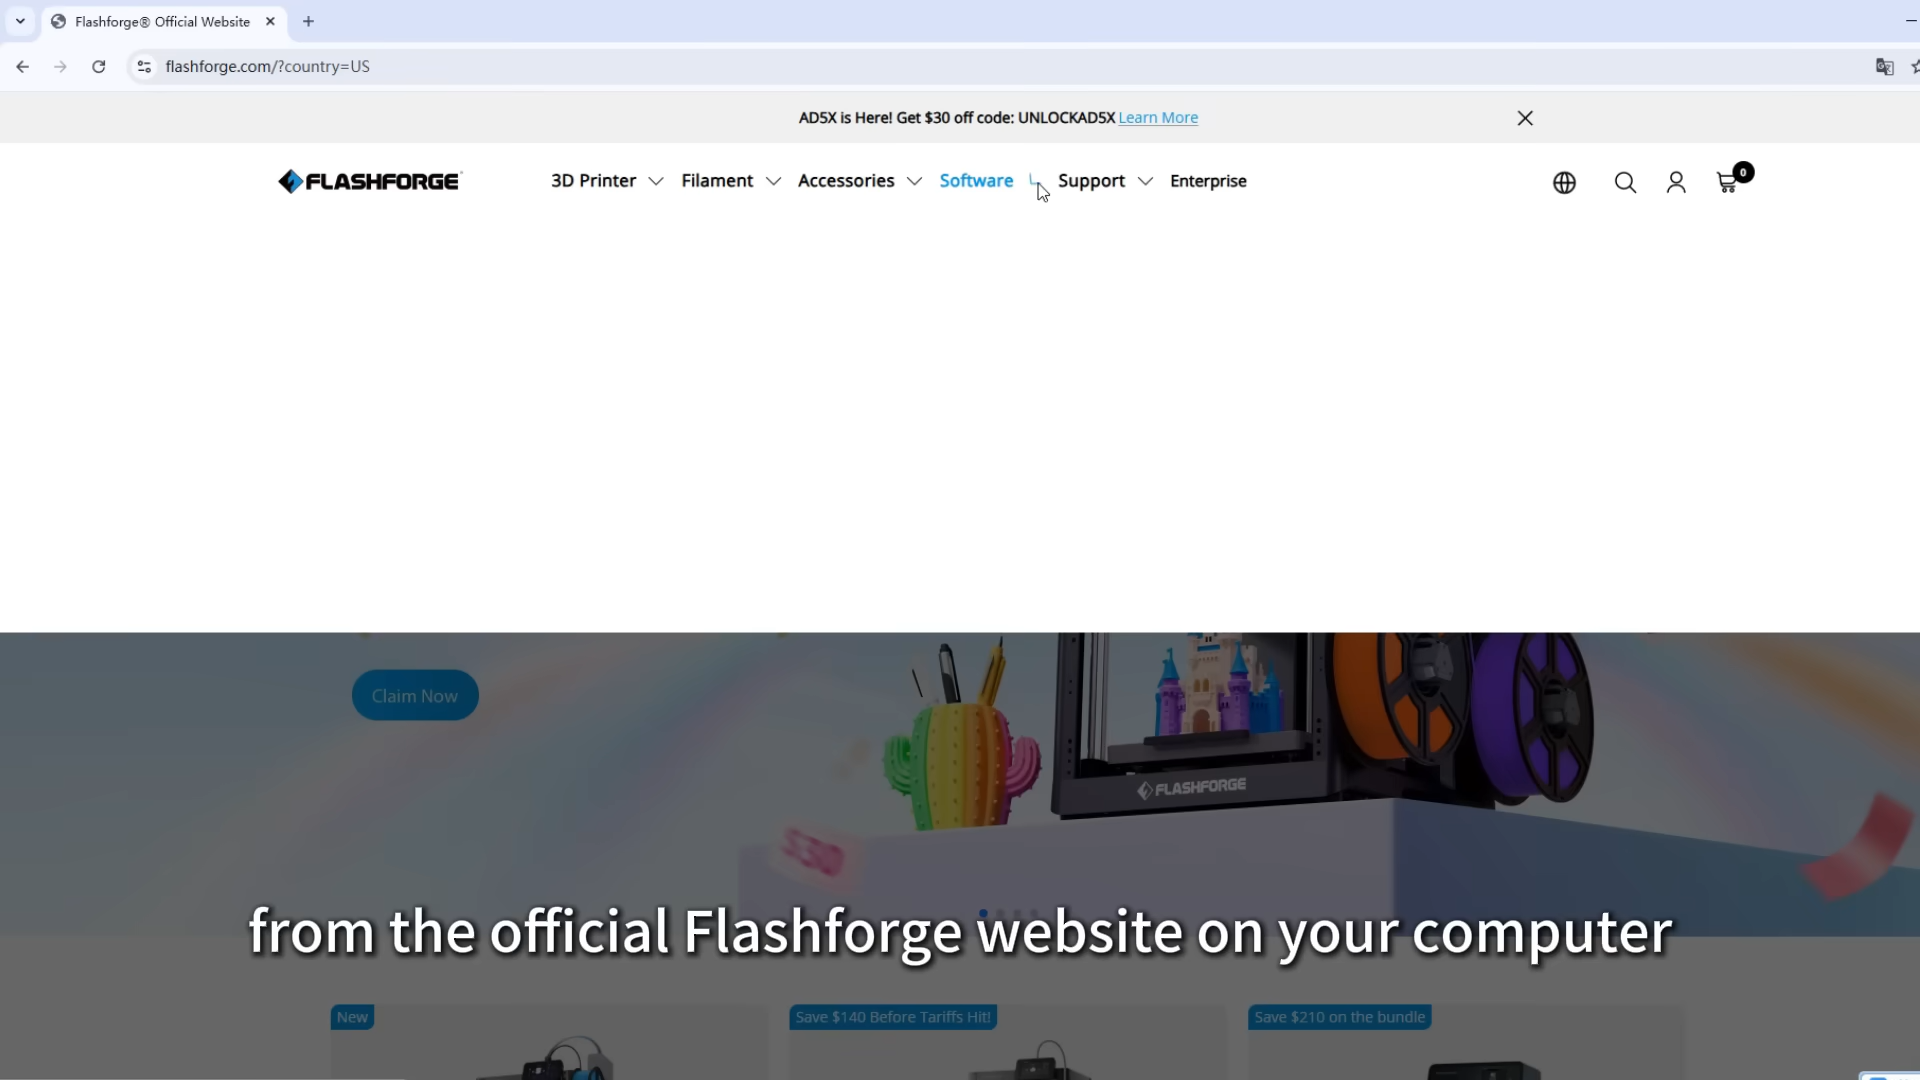 Flashforge® Official Website
flashforge.com/?country=US
AD5X is Here! Get $30 off code: UNLOCKAD5X Learn More
FLASHFORGE
3D Printer
Filament
Accessories
Software
Support
Enterprise
0
Claim Now
FLASHFORGE
from the official Flashforge website on your computer
New
Save $140 Before Tariffs Hit!
Save $210 on the bundle